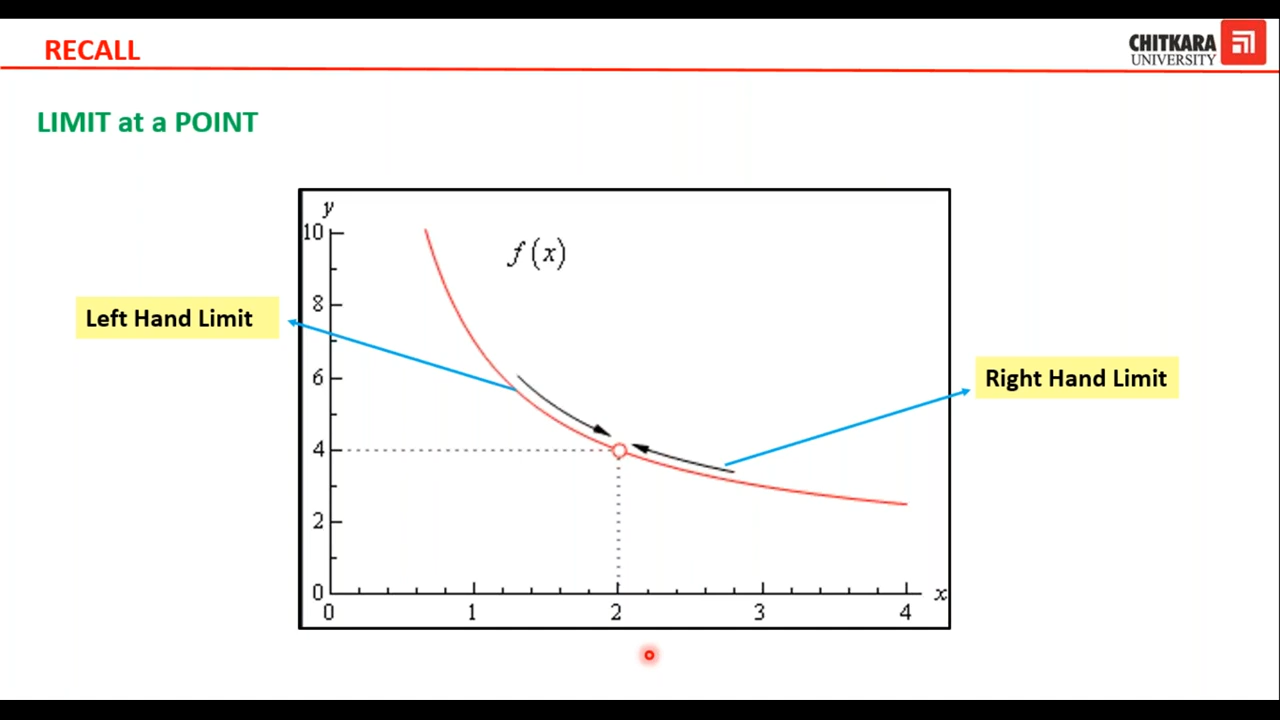 RECALL
CHITKARA
UNIVERSITY
LIMIT at a POINT
y
10
f(x)
8
Left Hand Limit
6
Right Hand Limit
4
2
0
x
0 1 2 3 4